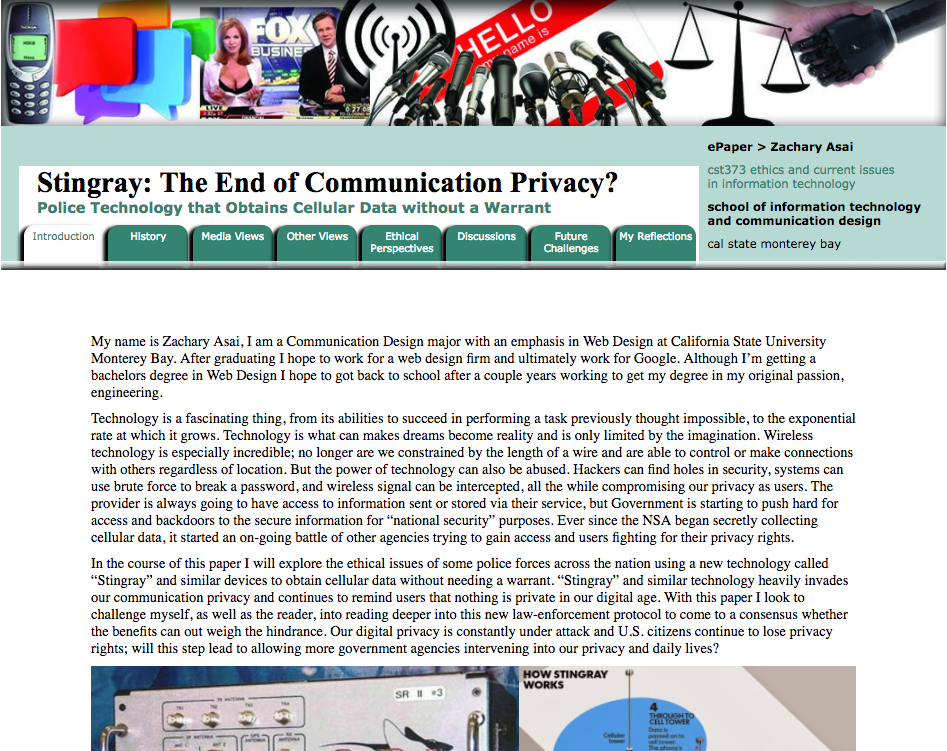 NOKIA
MENU
FOX
BUSINESS
LIVE
HELLO
my name is
ePaper > Zachary Asai
cst373 ethics and current issues
in information technology
school of information technology
and communication design
cal state monterey bay
Stingray: The End of Communication Privacy?
Police Technology that Obtains Cellular Data without a Warrant
Introduction
History
Media Views
Other Views
Ethical
Perspectives
Discussions
Future
Challenges
My Reflections
My name is Zachary Asai, I am a Communication Design major with an emphasis in Web Design at California State University
Monterey Bay. After graduating I hope to work for a web design firm and ultimately work for Google. Although I’m getting a
bachelors degree in Web Design I hope to got back to school after a couple years working to get my degree in my original passion,
engineering.
Technology is a fascinating thing, from its abilities to succeed in performing a task previously thought impossible, to the exponential
rate at which it grows. Technology is what can makes dreams become reality and is only limited by the imagination. Wireless
technology is especially incredible; no longer are we constrained by the length of a wire and are able to control or make connections
with others regardless of location. But the power of technology can also be abused. Hackers can find holes in security, systems can
use brute force to break a password, and wireless signal can be intercepted, all the while compromising our privacy as users. The
provider is always going to have access to information sent or stored via their service, but Government is starting to push hard for
access and backdoors to the secure information for “national security” purposes. Ever since the NSA began secretly collecting
cellular data, it started an on-going battle of other agencies trying to gain access and users fighting for their privacy rights.
In the course of this paper I will explore the ethical issues of some police forces across the nation using a new technology called
“Stingray” and similar devices to obtain cellular data without needing a warrant. “Stingray” and similar technology heavily invades
our communication privacy and continues to remind users that nothing is private in our digital age. With this paper I look to
challenge myself, as well as the reader, into reading deeper into this new law-enforcement protocol to come to a consensus whether
the benefits can out weigh the hindrance. Our digital privacy is constantly under attack and U.S. citizens continue to lose privacy
rights; will this step lead to allowing more government agencies intervening into our privacy and daily lives?
SR II #3
HOW STINGRAY
WORKS
4
THROUGH TO
CELL TOWER
Data is
passed on to
cell tower.
The phone's
Cellular
tower